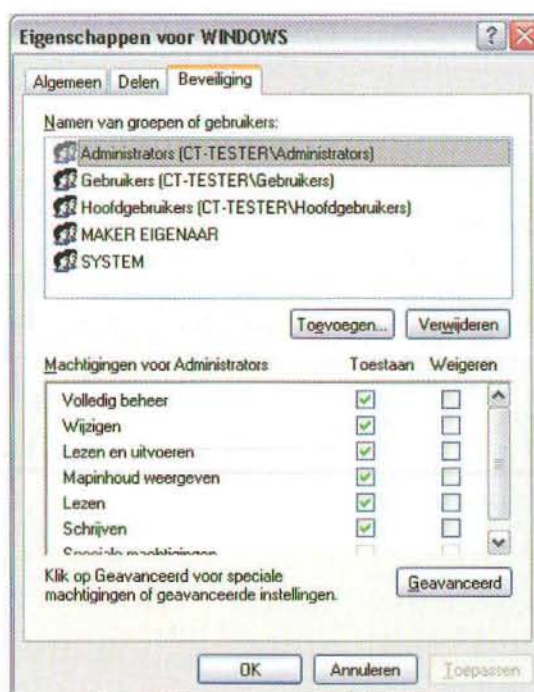 Eigenschappen voor WINDOWS
Algemeen Delen Beveiliging
Namen van groepen of gebruikers:
Administrators (CT-TESTER\Administrators)
Gebruikers (CT-TESTER\Gebruikers)
Hoofdgebruikers (CT-TESTER\Hoofdgebruikers)
MAKER EIGENAAR
SYSTEM
Toevoegen... Verwijderen
Machtigingen voor Administrators Toestaan Weigeren
Volledig beheer
Wijzigen
Lezen en uitvoeren
Mapinhoud weergeven
Lezen
Schrijven
Speciale machtigingen
Klik op Geavanceerd voor speciale
machtigingen of geavanceerde instellingen.
Geavanceerd
OK Annuleren Toepassen